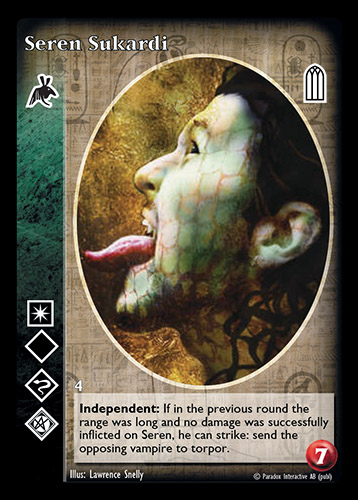 Seren Sukardi
4
Independent: If in the previous round the
range was long and no damage was successfully
inflicted on Seren, he can strike: send the
opposing vampire to torpor.
7
Illus: Lawrence Snelly
© Paradox Interactive AB (publ)